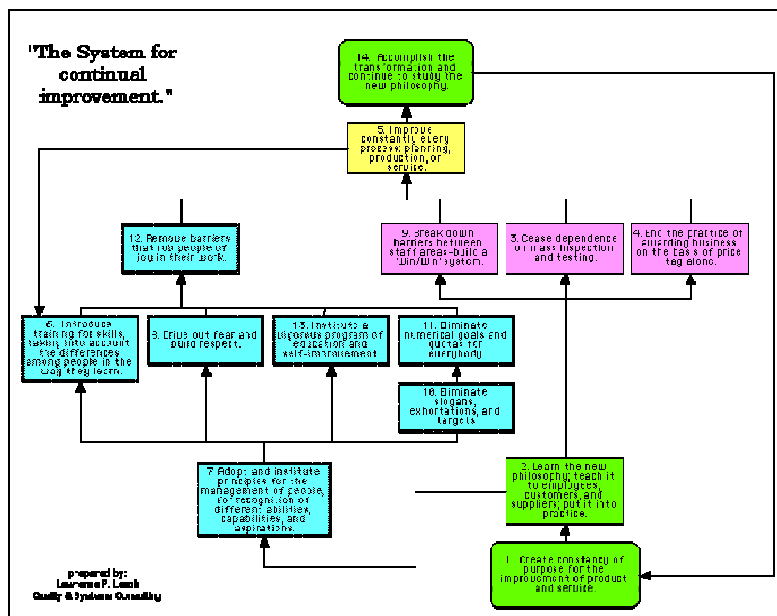 "The System for
continual
improvement."
14. Accomplish the
transformation and
continue to study the
new philosophy.
5. Improve
constantly every
process: planning,
production, or
service.
12. Remove barriers
that rob people of
joy in their work.
9. Break down
barriers between
staff areas-build a
"Win/Win" system.
3. Cease dependence
on mass inspection
and testing.
4. End the practice of
awarding business
on the basis of price
tag alone.
6. Introduce
training for skills,
taking into account
the differences
among people in the
way they learn.
8. Drive out fear and
build respect.
13. Institute a
vigorous program of
education and
self-improvement
11. Eliminate
numerical goals and
quotas for
everybody.
10. Eliminate
slogans,
exhortations, and
targets
7. Adopt and institute
principles for the
management of people,
for recognition of
different abilities,
capabilities, and
aspirations.
2. Learn the new
philosophy; teach it
to employees,
customers, and
suppliers; put it into
practice.
1. Create constancy of
purpose for the
improvement of product
and service.
prepared by:
Lawrence P. Leach
Quality & Systems Consulting